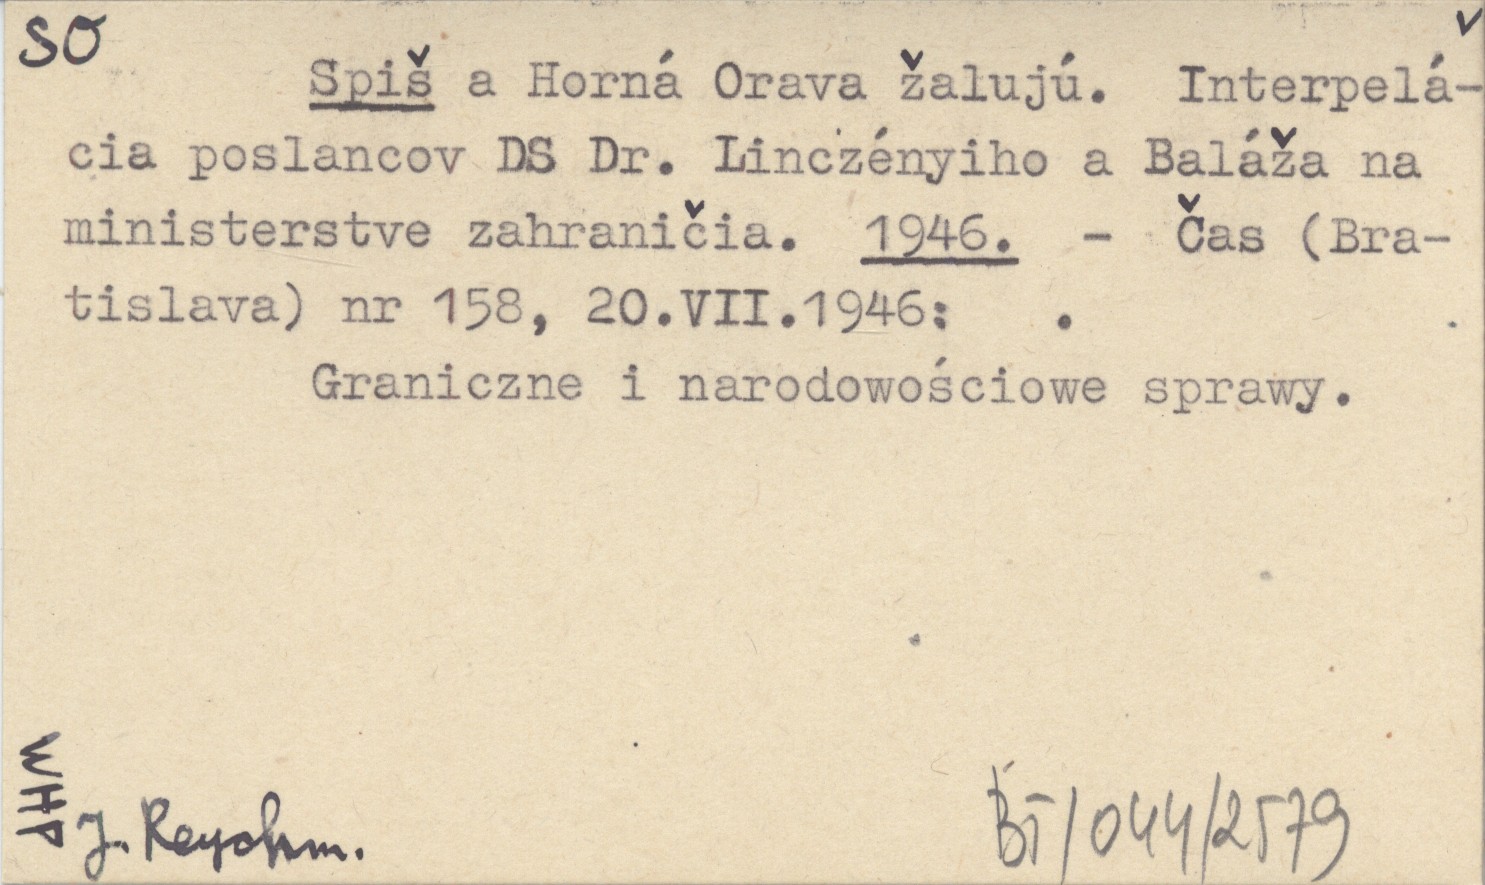 SO
Spiš a Horná Orava žalujú. Interpelá-
cia poslancov DS Dr. Linczényiho a Baláža na
ministerstve zahraničia. 1946. - Čas (Bra-
tislava) nr 158, 20.VII.1946: .
Graniczne i narodowościowe sprawy.
WHP
J. Reychm.
BT/044/2579